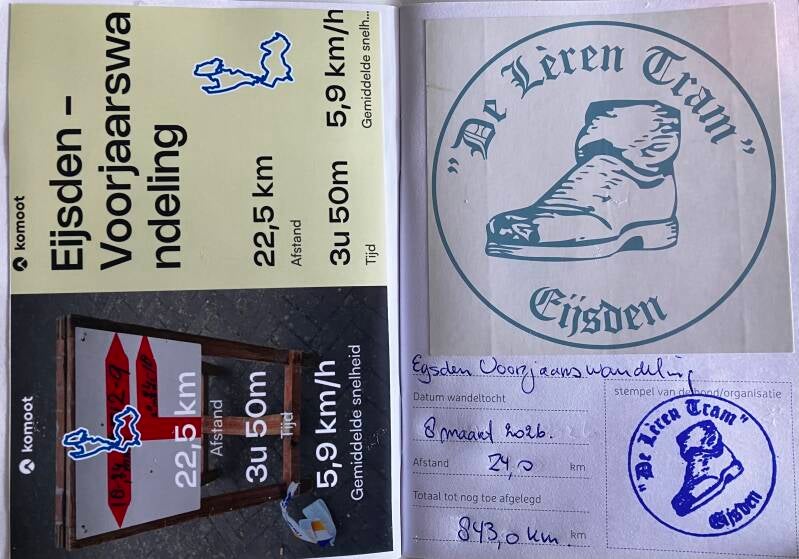 komoot
Eijsden –
Voorjaarswa
ndeling
22,5 km
Afstand
5,9 km/h
Gemiddelde snelh...
3u 50m
Tijd
komoot
22,5 km
Afstand
3u 50m
Tijd
5,9 km/h
Gemiddelde snelheid
"De Lèren Tram"
Eijsden
Eijsden Voorjaarswandeling
Datum wandeltocht
8 maart 2026.
Afstand 24,0 km
Totaal tot nog toe afgelegd
843,0 km. km
stempel van de bond/organisatie
"De Lèren Tram"
Eijsden